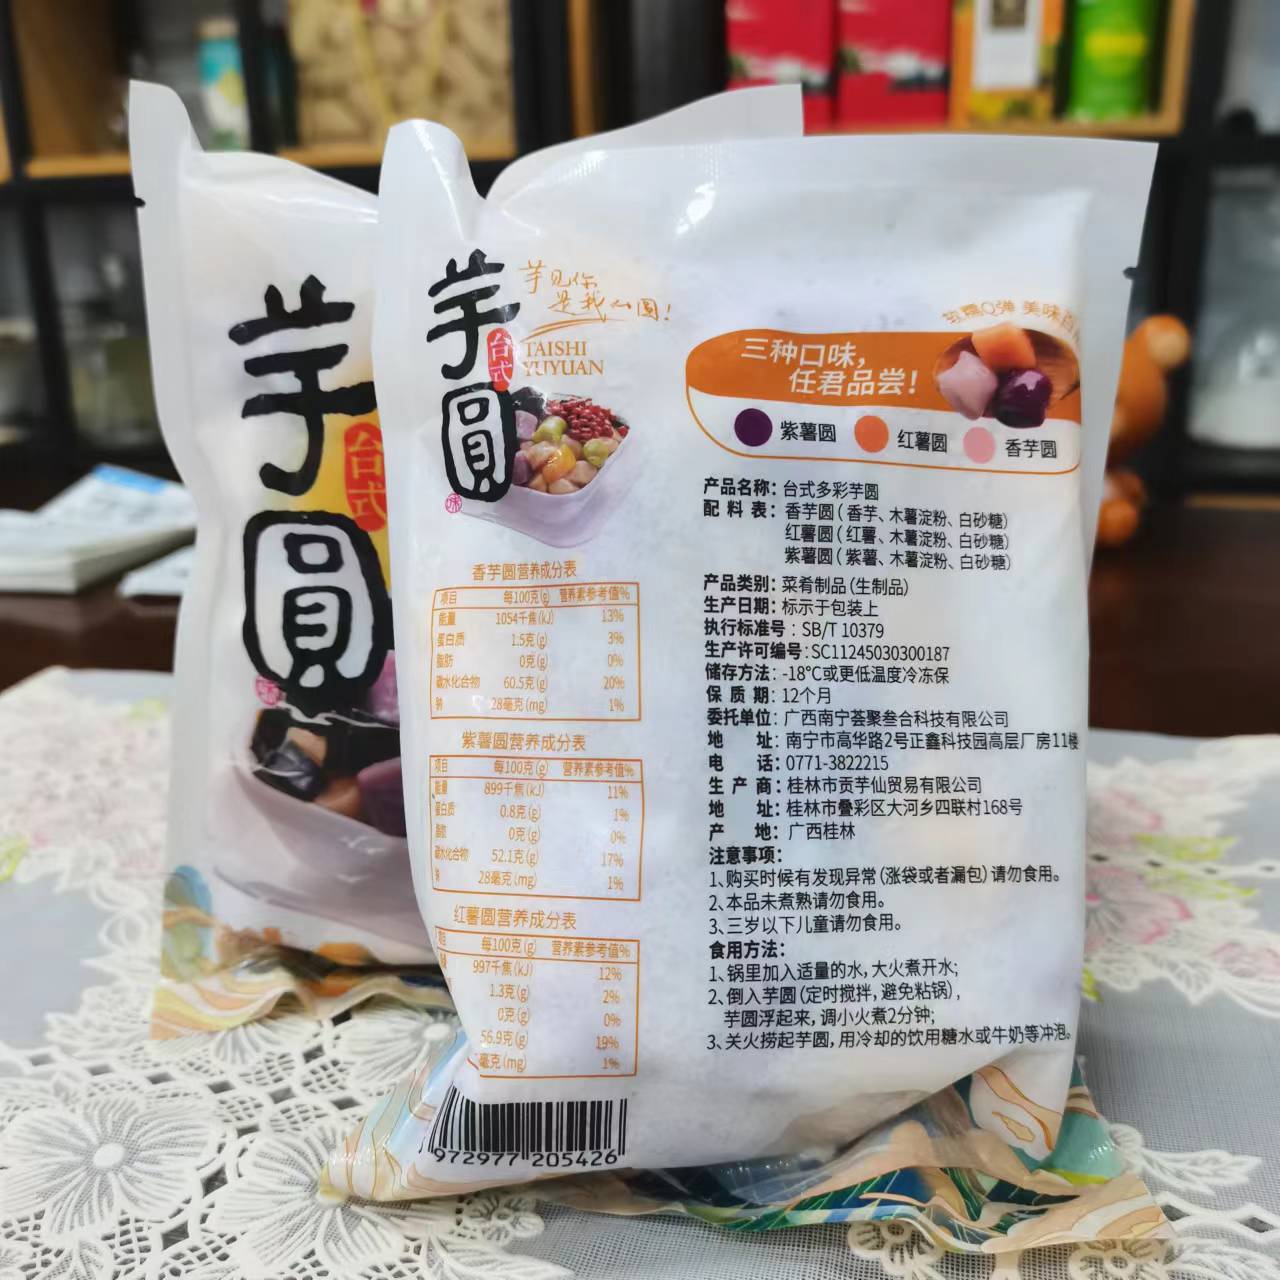 芋圓
台式
芋圓
台式
味
芋见你
是我心圆!
TAISHI
YUYUAN
Q弹 美味
三种口味,
任君品尝!
紫薯圆 红薯圆 香芋圆
产品名称: 台式多彩芋圆
配 料 表: 香芋圆(香芋、木薯淀粉、白砂糖)
红薯圆(红薯、木薯淀粉、白砂糖)
紫薯圆(紫薯、木薯淀粉、白砂糖)
产品类别: 菜肴制品(生制品)
生产日期: 标示于包装上
执行标准号: SB/T 10379
生产许可编号: SC11245030300187
储存方法: -18°C或更低温度冷冻保
保 质 期: 12个月
委托单位: 广西南宁荟聚叁合科技有限公司
地 址: 南宁市高华路2号正鑫科技园高层厂房11楼
电 话: 0771-3822215
生 产 商: 桂林市贡芋仙贸易有限公司
地 址: 桂林市叠彩区大河乡四联村168号
产 地: 广西桂林
注意事项:
1、购买时候有发现异常(涨袋或者漏包)请勿食用。
2、本品未煮熟请勿食用。
3、三岁以下儿童请勿食用。
食用方法:
1、锅里加入适量的水,大火煮开水;
2、倒入芋圆(定时搅拌,避免粘锅),
芋圆浮起来,调小火煮2分钟;
3、关火捞起芋圆,用冷却的饮用糖水或牛奶等冲泡。
香芋圆营养成分表
项目 每100克(g) 营养素参考值%
能量 1054千焦(kJ) 13%
蛋白质 1.5克(g) 3%
脂肪 0克(g) 0%
碳水化合物 60.5克(g) 20%
钠 28毫克(mg) 1%
紫薯圆营养成分表
项目 每100克(g) 营养素参考值%
能量 899千焦(kJ) 11%
蛋白质 0.8克(g) 1%
脂肪 0克(g) 0%
碳水化合物 52.1克(g) 17%
钠 28毫克(mg) 1%
红薯圆营养成分表
项目 每100克(g) 营养素参考值%
997千焦(kJ) 12%
1.3克(g) 2%
0克(g) 0%
56.9克(g) 19%
毫克(mg) 1%
972977 205426